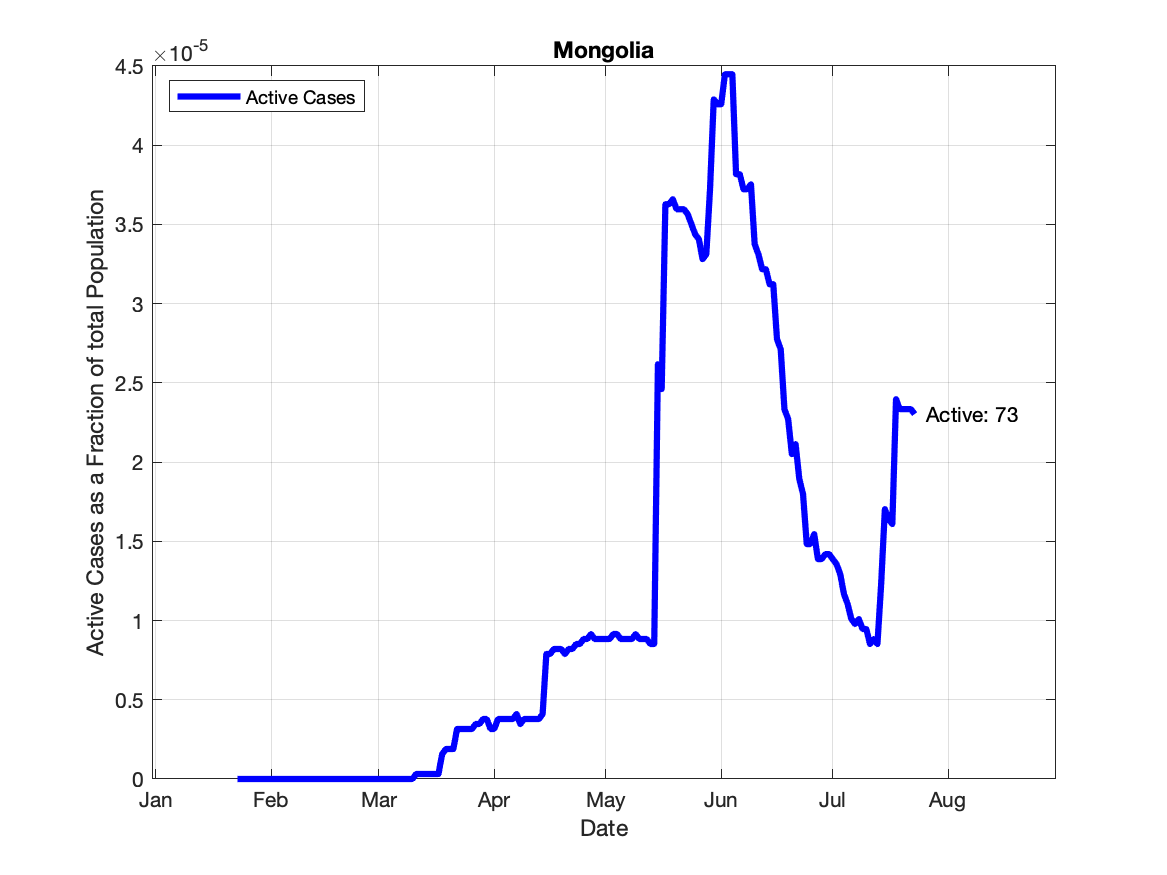 Mongolia
×10-5
4.5
4
3.5
3
2.5
2
1.5
1
0.5
0
Active Cases as a Fraction of total Population
Active Cases
Active: 73
Jan Feb Mar Apr May Jun Jul Aug
Date